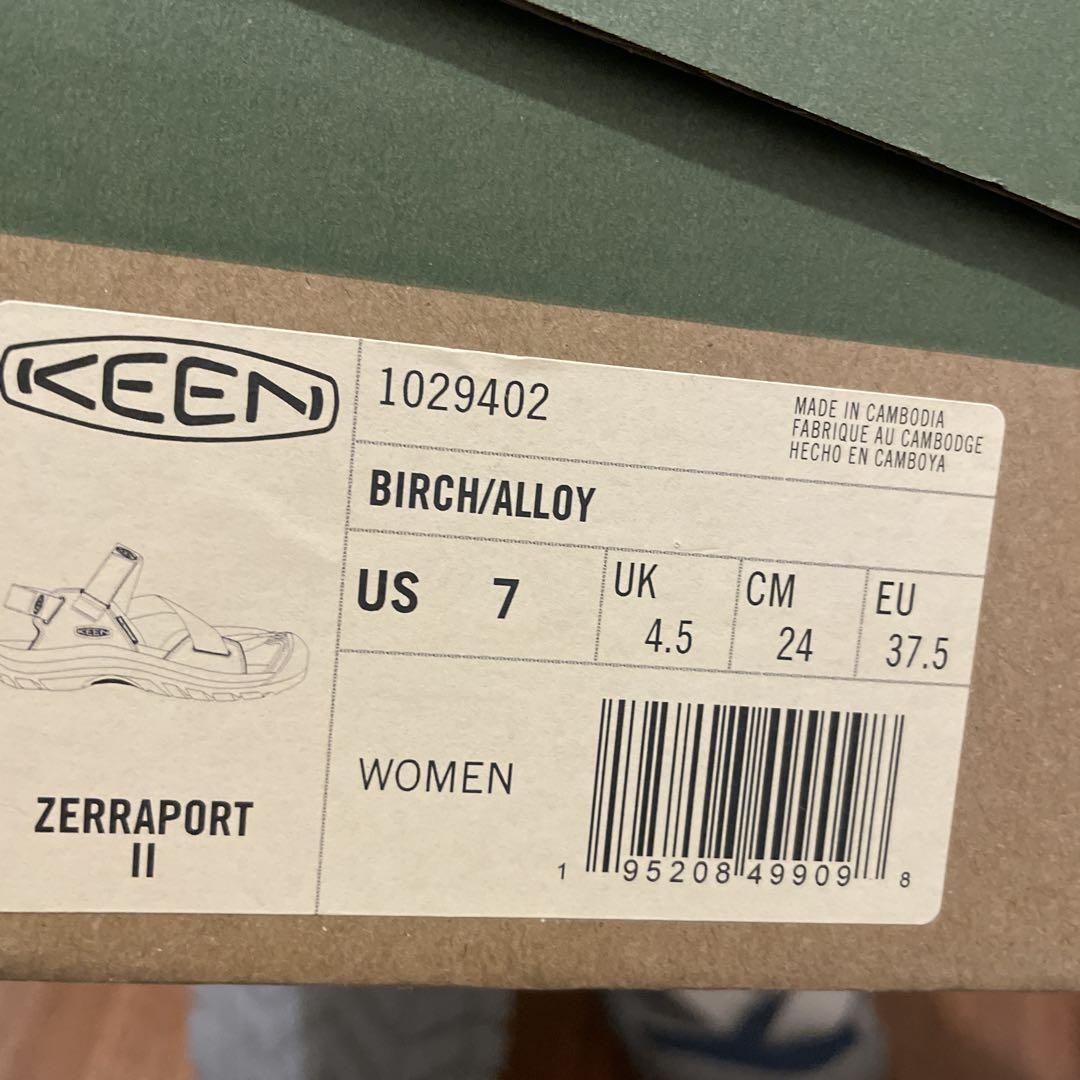 KEEN
1029402
MADE IN CAMBODIA
FABRIQUE AU CAMBODGE
HECHO EN CAMBOYA
BIRCH/ALLOY
US 7
UK 4.5
CM 24
EU 37.5
KEEN
ZERRAPORT
II
WOMEN
1 95208 49909 8